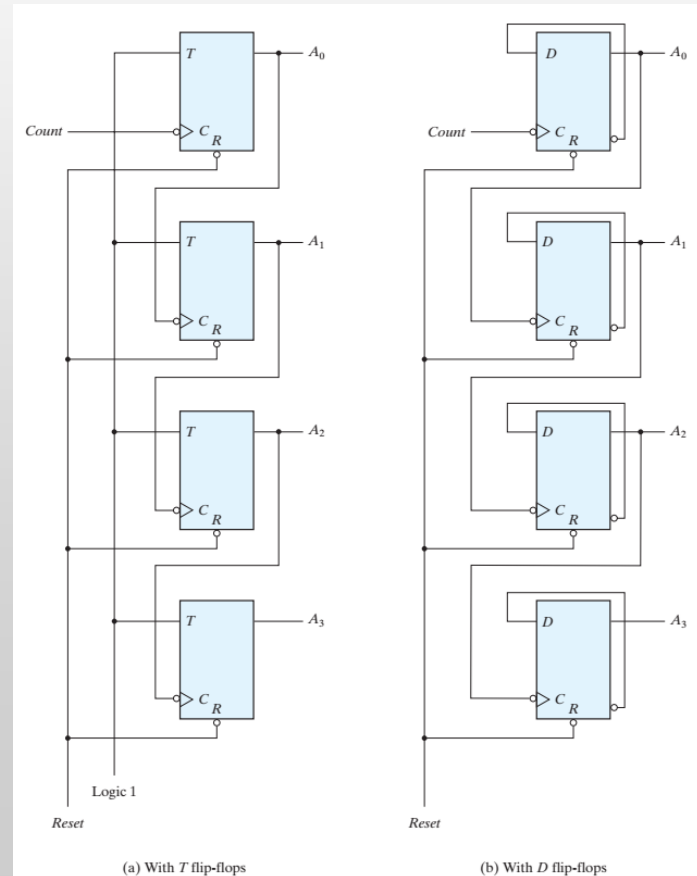 T
A0
Count
C
R
T
A1
C
R
T
A2
C
R
T
A3
C
R
Logic 1
Reset
(a) With T flip-flops
D
A0
Count
C
R
D
A1
C
R
D
A2
C
R
D
A3
C
R
Reset
(b) With D flip-flops